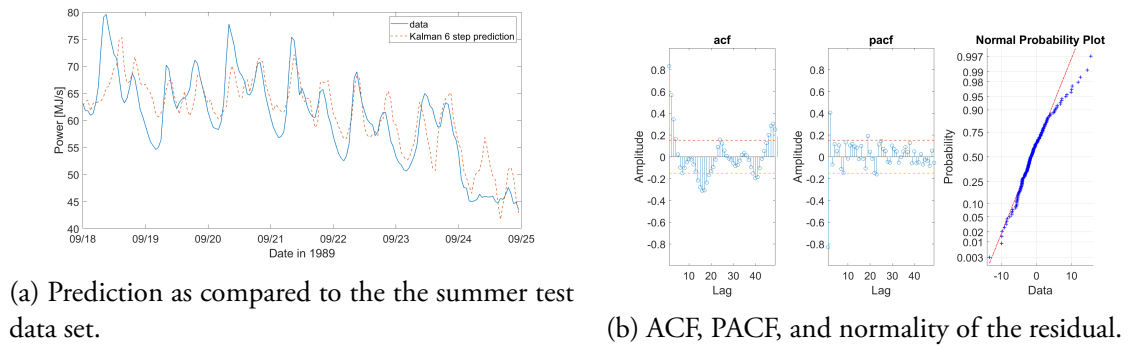 80
75
70
65
60
55
50
45
40
Power [MJ/s]
data
Kalman 6 step prediction
09/18 09/19 09/20 09/21 09/22 09/23 09/24 09/25
Date in 1989
(a) Prediction as compared to the the summer test
data set.
acf
0.8
0.6
0.4
0.2
0
-0.2
-0.4
-0.6
-0.8
Amplitude
10 20 30 40
Lag
pacf
0.8
0.6
0.4
0.2
0
-0.2
-0.4
-0.6
-0.8
Amplitude
10 20 30 40
Lag
Normal Probability Plot
0.997
0.99
0.98
0.95
0.90
0.75
0.50
0.25
0.10
0.05
0.02
0.01
0.003
Probability
-10 0 10
Data
(b) ACF, PACF, and normality of the residual.